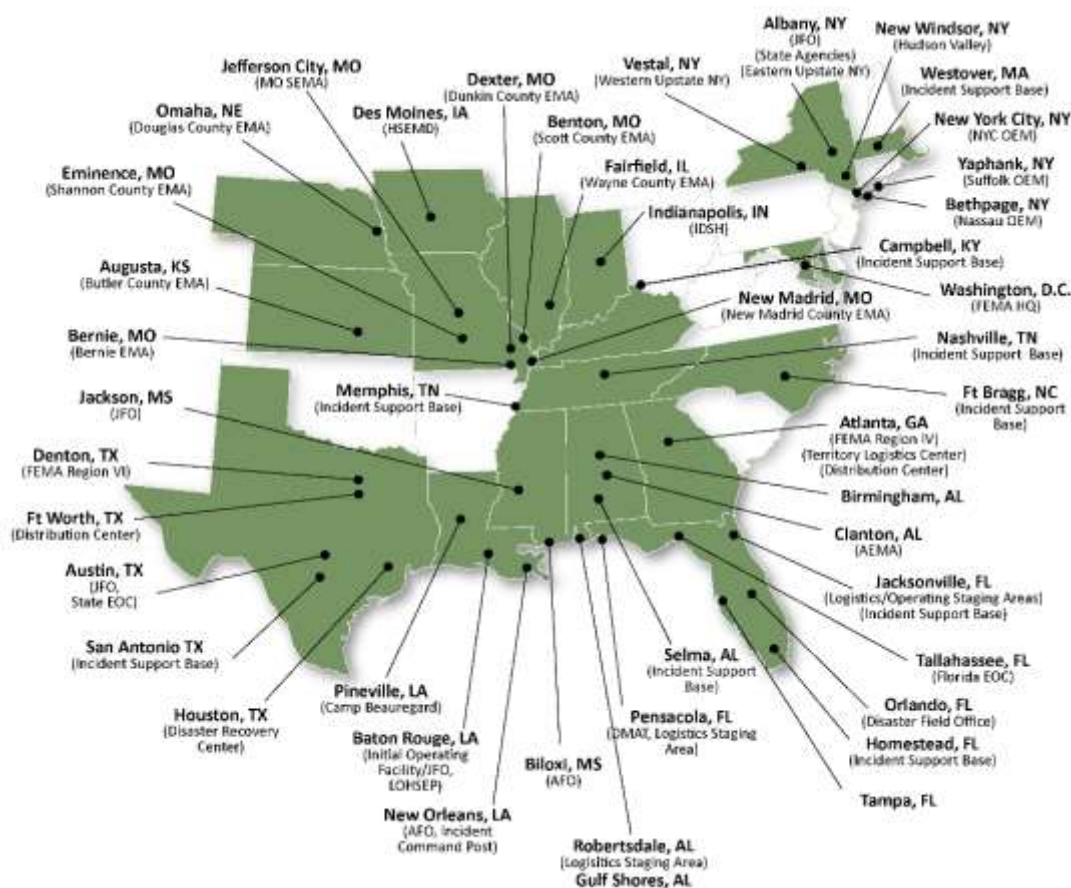 Albany, NY
(JFO)
(State Agencies)
(Eastern Upstate NY)
New Windsor, NY
(Hudson Valley)
Vestal, NY
(Western Upstate NY)
Westover, MA
(Incident Support Base)
New York City, NY
(NYC OEM)
Yaphank, NY
(Suffolk OEM)
Bethpage, NY
(Nassau OEM)
Jefferson City, MO
(MO SEMA)
Dexter, MO
(Dunkin County EMA)
Omaha, NE
(Douglas County EMA)
Des Moines, IA
(HSEMD)
Benton, MO
(Scott County EMA)
Eminence, MO
(Shannon County EMA)
Fairfield, IL
(Wayne County EMA)
Indianapolis, IN
(IDSH)
Campbell, KY
(Incident Support Base)
Augusta, KS
(Butler County EMA)
Washington, D.C.
(FEMA HQ)
New Madrid, MO
(New Madrid County EMA)
Bernie, MO
(Bernie EMA)
Nashville, TN
(Incident Support Base)
Memphis, TN
(Incident Support Base)
Jackson, MS
(JFO)
Ft Bragg, NC
(Incident Support
Base)
Atlanta, GA
(FEMA Region IV)
(Territory Logistics Center)
(Distribution Center)
Denton, TX
(FEMA Region VI)
Birmingham, AL
Ft Worth, TX
(Distribution Center)
Clanton, AL
(AEMA)
Austin, TX
(JFO,
State EOC)
Jacksonville, FL
(Logistics/Operating Staging Areas)
(Incident Support Base)
San Antonio TX
(Incident Support Base)
Selma, AL
(Incident Support
Base)
Tallahassee, FL
(Florida EOC)
Pineville, LA
(Camp Beauregard)
Houston, TX
(Disaster Recovery
Center)
Orlando, FL
(Disaster Field Office)
Pensacola, FL
(DMAT, Logistics Staging
Area)
Baton Rouge, LA
(Initial Operating
Facility/JFO,
LOHSEP)
Homestead, FL
(Incident Support Base)
Biloxi, MS
(AFO)
Tampa, FL
New Orleans, LA
(AFO, Incident
Command Post)
Robertsdale, AL
(Logisitics Staging Area)
Gulf Shores, AL